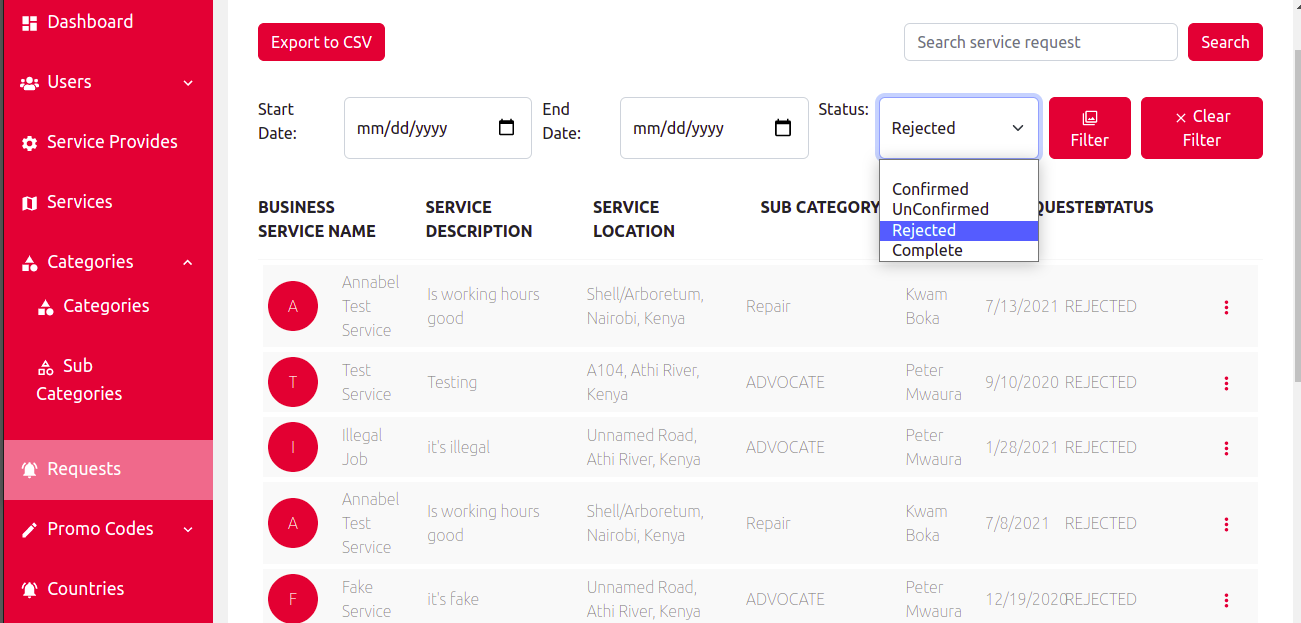 Dashboard
Users
Service Provides
Services
Categories
Categories
Sub
Categories
Requests
Promo Codes
Countries
Export to CSV
Search service request
Search
Start
Date:
mm/dd/yyyy
End
Date:
mm/dd/yyyy
Status:
Rejected
Filter
Clear
Filter
Confirmed
UnConfirmed
Rejected
Complete
BUSINESS
SERVICE NAME
SERVICE
DESCRIPTION
SERVICE
LOCATION
SUB CATEGORY
STATUS
A
Annabel
Test
Service
Is working hours
good
Shell/Arboretum,
Nairobi, Kenya
Repair
Kwam
Boka
7/13/2021
REJECTED
T
Test
Service
Testing
A104, Athi River,
Kenya
ADVOCATE
Peter
Mwaura
9/10/2020
REJECTED
I
Illegal
Job
it's illegal
Unnamed Road,
Athi River, Kenya
ADVOCATE
Peter
Mwaura
1/28/2021
REJECTED
A
Annabel
Test
Service
Is working hours
good
Shell/Arboretum,
Nairobi, Kenya
Repair
Kwam
Boka
7/8/2021
REJECTED
F
Fake
Service
it's fake
Unnamed Road,
Athi River, Kenya
ADVOCATE
Peter
Mwaura
12/19/2020
REJECTED